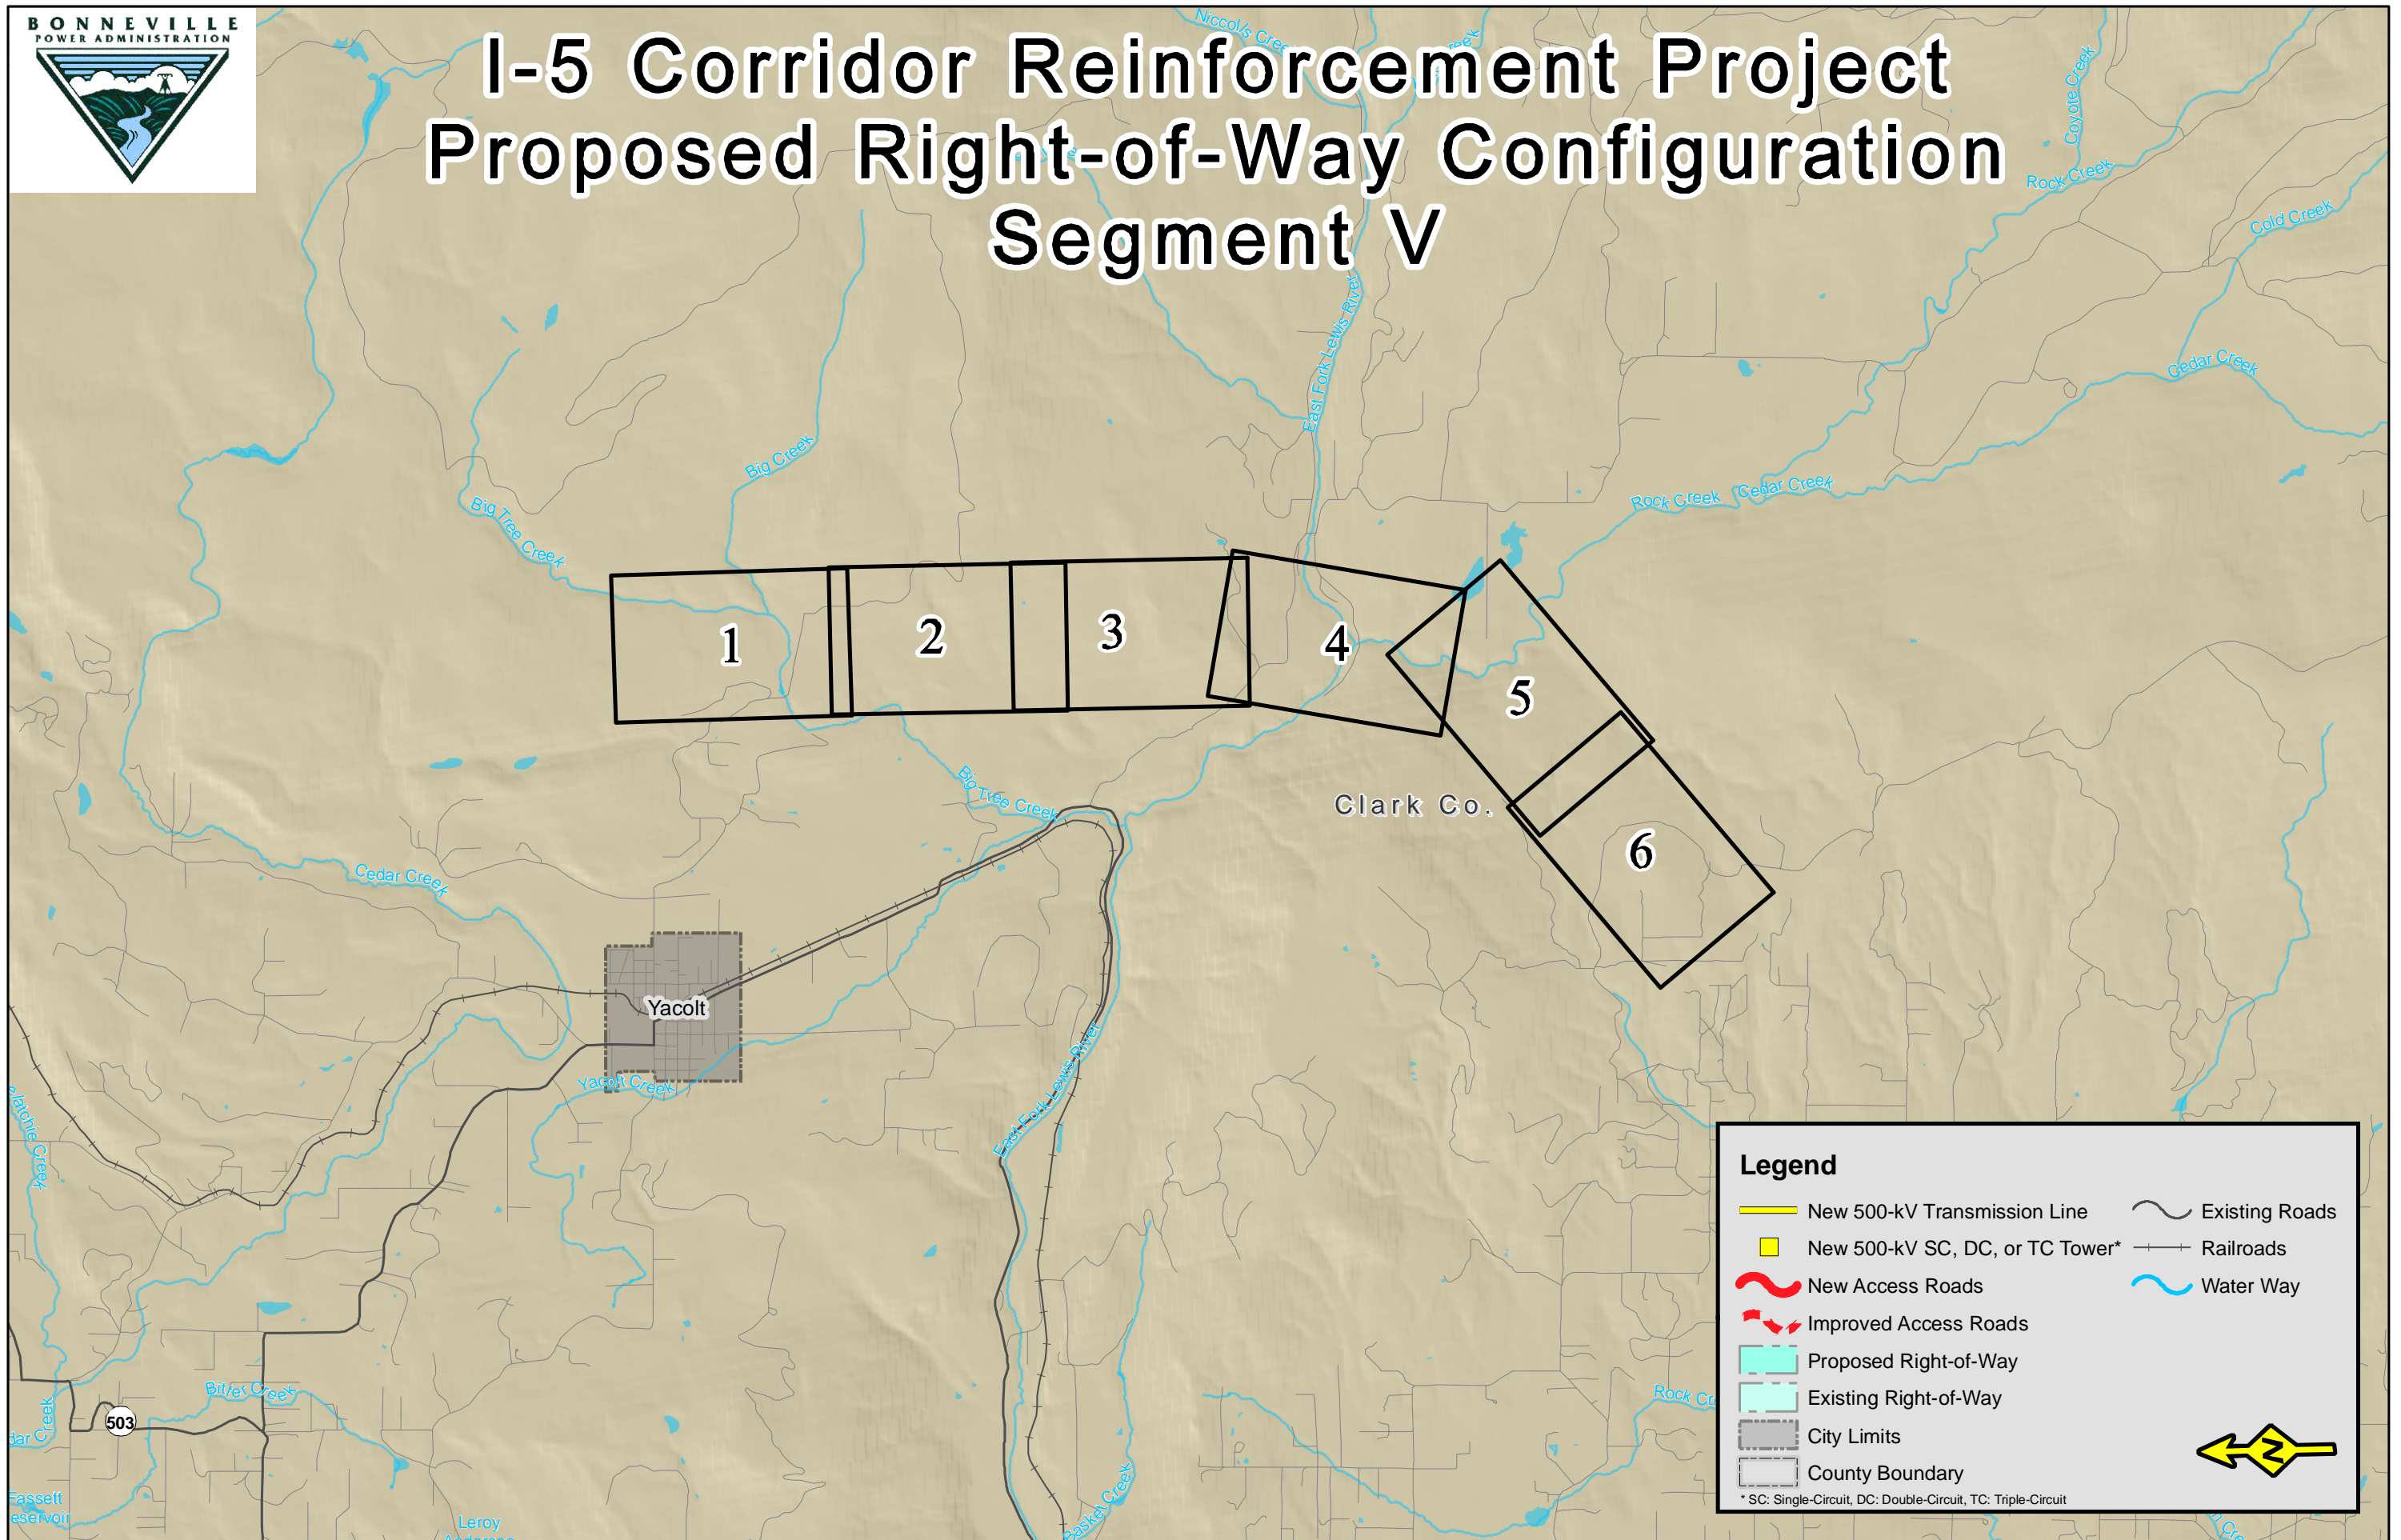 BONNEVILLE
POWER ADMINISTRATION
I-5 Corridor Reinforcement Project
Proposed Right-of-Way Configuration
Segment V
Coyote Creek
Rock Creek
Cold Creek
East Fork Lewis River
Cedar Creek
Big Creek
Rock Creek
Cedar Creek
Big Tree Creek
1
2
3
4
5
6
Big Tree Creek
Clark Co.
Cedar Creek
Yacolt
Yacolt Creek
East Fork Lewis River
Bitter Creek
503
Rock
Basket Creek
Fassett
Leroy
Legend
New 500-kV Transmission Line
New 500-kV SC, DC, or TC Tower*
New Access Roads
Improved Access Roads
Proposed Right-of-Way
Existing Right-of-Way
City Limits
County Boundary
Existing Roads
Railroads
Water Way
N
* SC: Single-Circuit, DC: Double-Circuit, TC: Triple-Circuit